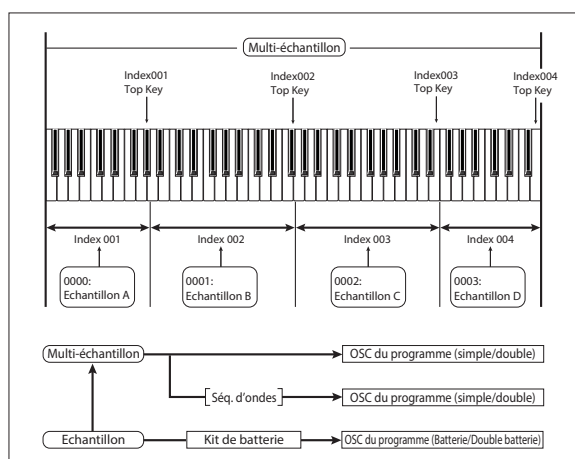 Multi-échantillon
Index001 Index002 Index003 Index004
Top Key Top Key Top Key Top Key
Index 001 Index 002 Index 003 Index 004
0000: 0001: 0002: 0003:
Echantillon A Echantillon B Echantillon C Echantillon D
Multi-échantillon OSC du programme (simple/double)
Séq. d'ondes OSC du programme (simple/double)
Echantillon Kit de batterie OSC du programme (Batterie/Double batterie)